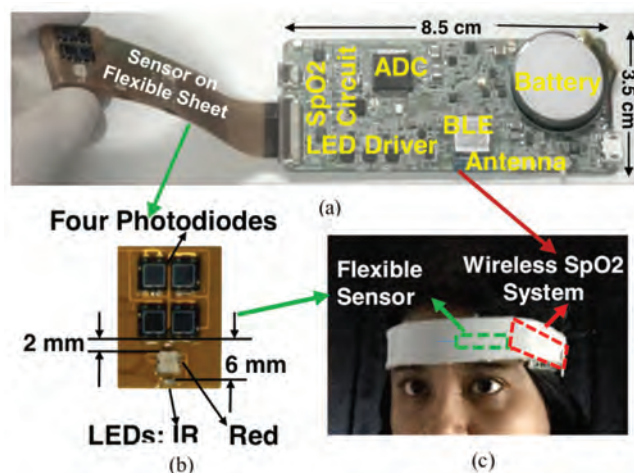 8.5 cm
3.5 cm
Sensor on
Flexible Sheet
SpO2
Circuit
ADC
Battery
LED Driver
BLE
Antenna
(a)
Four Photodiodes
2 mm
6 mm
LEDs: IR Red
(b)
Flexible
Sensor
Wireless SpO2
System
(c)